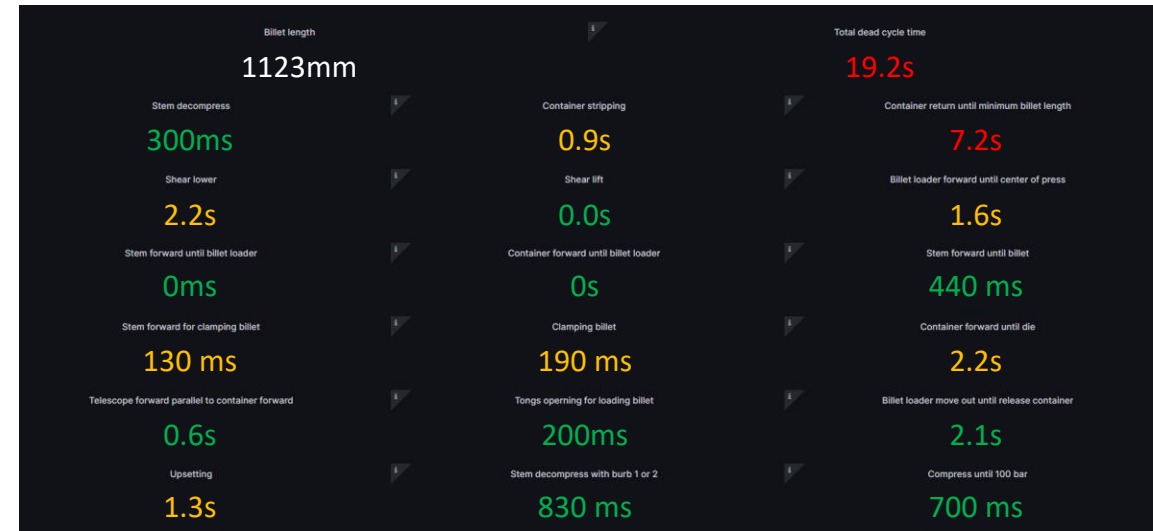 Billet length
Total dead cycle time
1123mm
19.2s
Stem decompress
Container stripping
Container return until minimum billet length
300ms
0.9s
7.2s
Shear lower
Shear lift
Billet loader forward until center of press
2.2s
0.0s
1.6s
Stem forward until billet loader
Container forward until billet loader
Stem forward until billet
0ms
0s
440 ms
Stem forward for clamping billet
Clamping billet
Container forward until die
130 ms
190 ms
2.2s
Telescope forward parallel to container forward
Tongs operning for loading billet
Billet loader move out until release container
0.6s
200ms
2.1s
Upsetting
Stem decompress with burb 1 or 2
Compress until 100 bar
1.3s
830 ms
700 ms